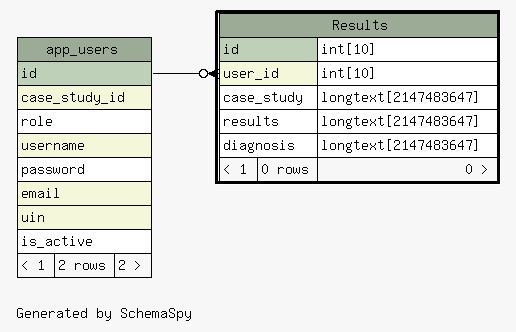 app_users
id
case_study_id
role
username
password
email
uin
is_active
< 1 2 rows 2 >
Results
id int[10]
user_id int[10]
case_study longtext[2147483647]
results longtext[2147483647]
diagnosis longtext[2147483647]
< 1 0 rows 0 >
Generated by SchemaSpy